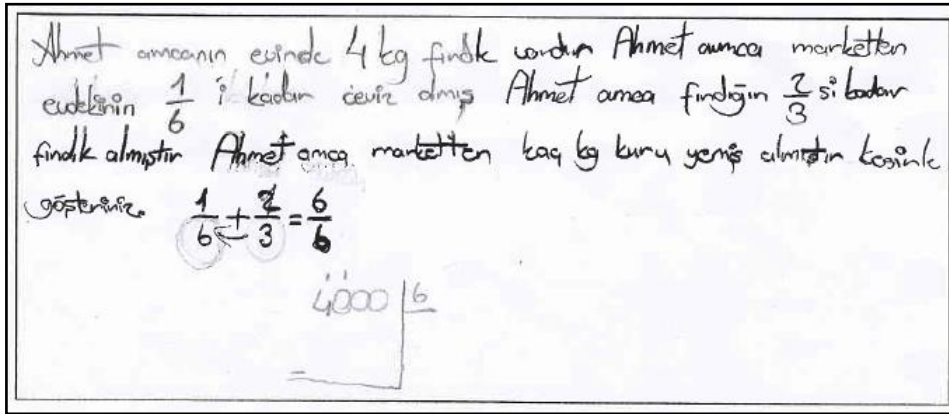 Ahmet amcanın evinde 4 kg fındık vardır Ahmet amca marketten
evdekinin 1/6 i kadar ceviz almış Ahmet amca fındığın 2/3 si kadar
fındık almıştır Ahmet amca marketten kaç kg kuru yemiş almıştır kesirle
gösteriniz. 1/6 + 2/3 = 6/6
4000 | 6